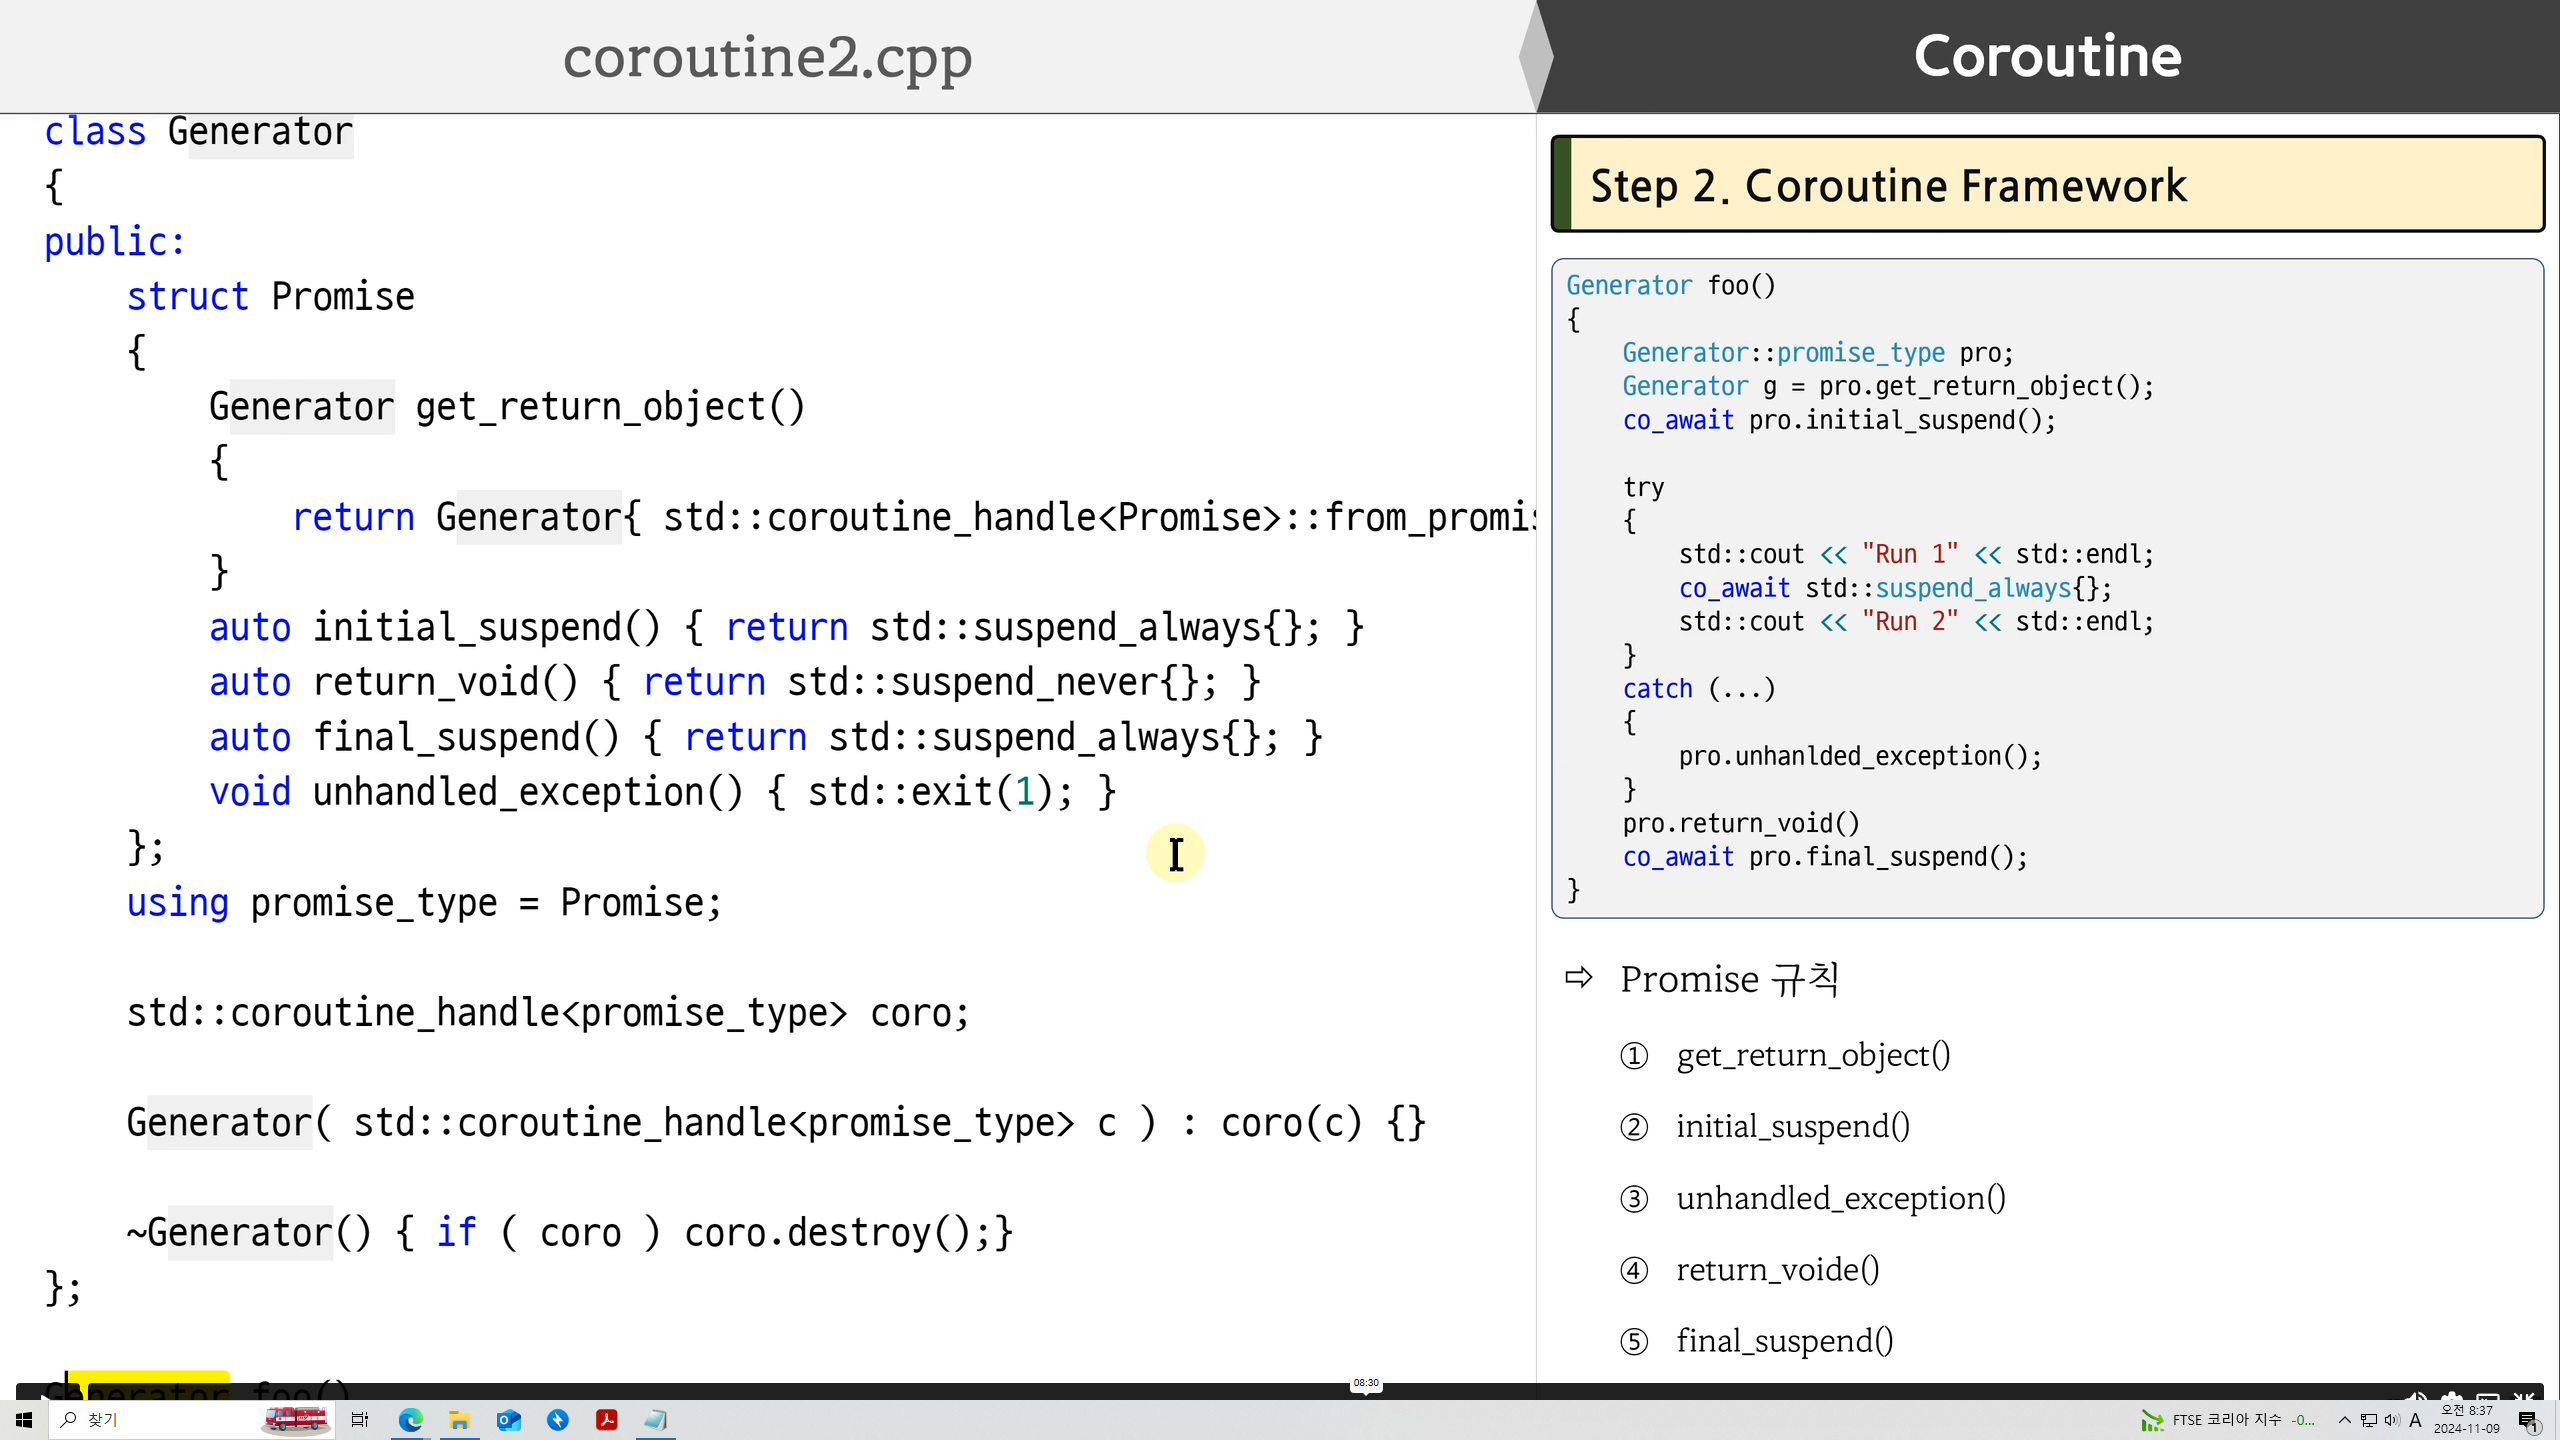 coroutine2.cpp
Coroutine
class Generator
{
public:
struct Promise
{
Generator get_return_object()
{
return Generator{ std::coroutine_handle<Promise>::from_promis
}
auto initial_suspend() { return std::suspend_always{}; }
auto return_void() { return std::suspend_never{}; }
auto final_suspend() { return std::suspend_always{}; }
void unhandled_exception() { std::exit(1); }
};
using promise_type = Promise;
std::coroutine_handle<promise_type> coro;
Generator( std::coroutine_handle<promise_type> c ) : coro(c) {}
~Generator() { if ( coro ) coro.destroy();}
};
Generator foo()
Step 2. Coroutine Framework
Generator foo()
{
Generator::promise_type pro;
Generator g = pro.get_return_object();
co_await pro.initial_suspend();
try
{
std::cout << "Run 1" << std::endl;
co_await std::suspend_always{};
std::cout << "Run 2" << std::endl;
}
catch (...)
{
pro.unhanlded_exception();
}
pro.return_void()
co_await pro.final_suspend();
}
⇨ Promise 규칙
① get_return_object()
② initial_suspend()
③ unhandled_exception()
④ return_voide()
⑤ final_suspend()
08:30
찾기
FTSE 코리아 지수 -0...
A
오전 8:37
2024-11-09
1